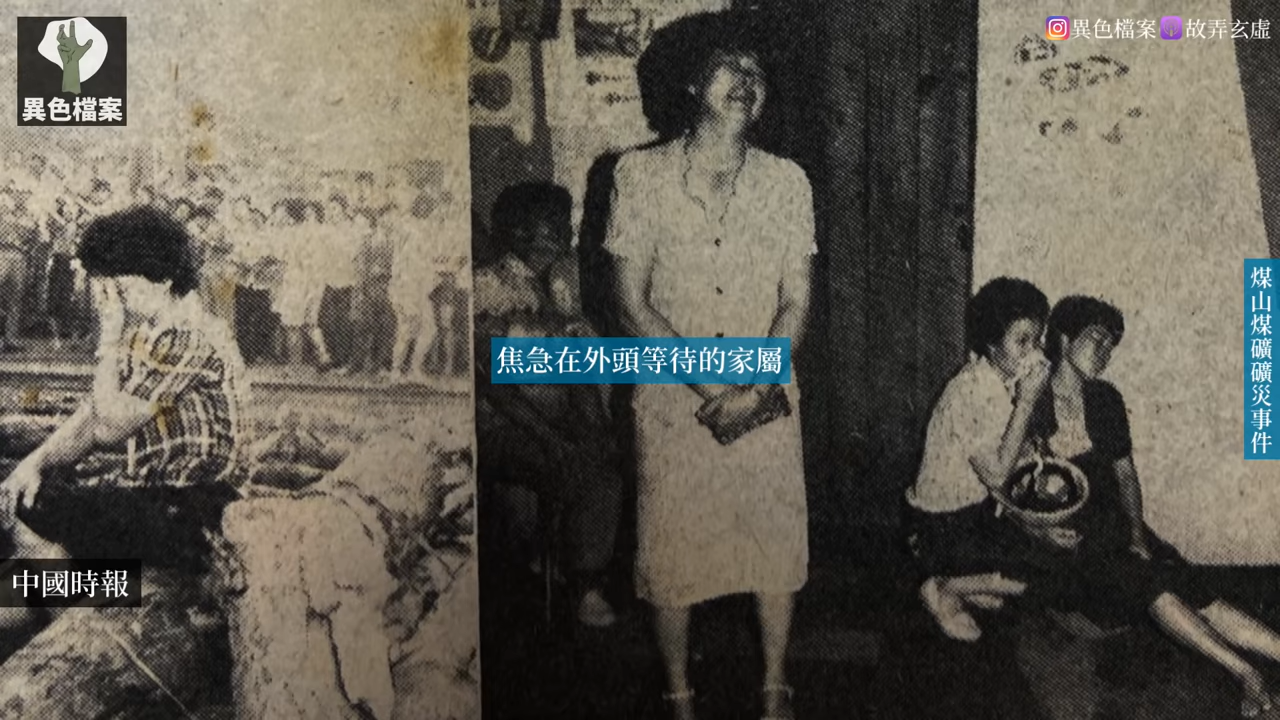 異色檔案
異色檔案 故弄玄虛
焦急在外頭等待的家屬
煤山煤礦礦災事件
中國時報